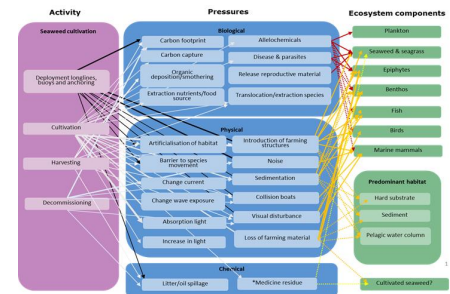 Activity
Pressures
Ecosystem components
Seaweed cultivation
Deployment longlines,
buoys and anchoring
Cultivation
Harvesting
Decommissioning
Biological
Carbon footprint
Carbon capture
Organic
deposition/smothering
Extraction nutrients/food
source
Allelochemicals
Disease & parasites
Release reproductive material
Translocation/extraction species
Physical
Artificialisation of habitat
Barrier to species
movement
Change current
Change wave exposure
Absorption light
Increase in light
Introduction of farming
structures
Noise
Sedimentation
Collision boats
Visual disturbance
Loss of farming material
Chemical
Litter/oil spillage
*Medicine residue
Plankton
Seaweed & seagrass
Epiphytes
Benthos
Fish
Birds
Marine mammals
Predominant habitat
Hard substrate
Sediment
Pelagic water column
Cultivated seaweed?